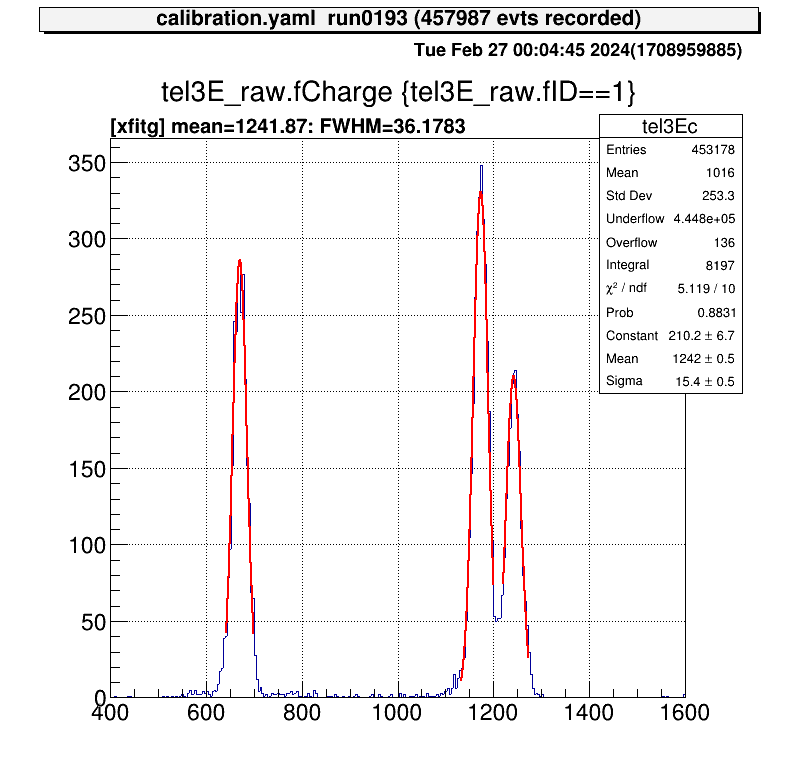 calibration.yaml run0193 (457987 evts recorded)
Tue Feb 27 00:04:45 2024(1708959885)
tel3E_raw.fCharge {tel3E_raw.fID==1}
[xfitg] mean=1241.87: FWHM=36.1783
tel3Ec
Entries 453178
Mean 1016
Std Dev 253.3
Underflow 4.448e+05
Overflow 136
Integral 8197
χ² / ndf 5.119 / 10
Prob 0.8831
Constant 210.2 ± 6.7
Mean 1242 ± 0.5
Sigma 15.4 ± 0.5
350
300
250
200
150
100
50
0
400 600 800 1000 1200 1400 1600